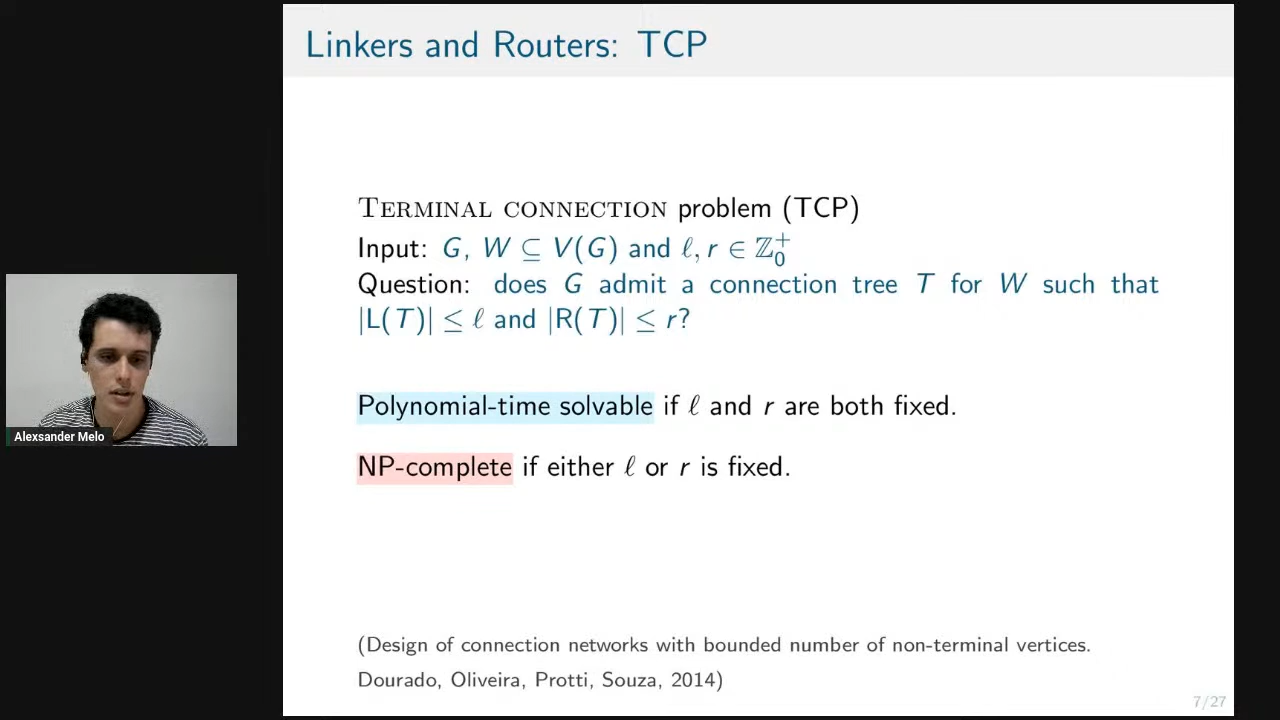 Linkers and Routers: TCP
TERMINAL CONNECTION problem (TCP)
Input: G, W ⊆ V(G) and ℓ, r ∈ ℤ₀⁺
Question: does G admit a connection tree T for W such that
|L(T)| ≤ ℓ and |R(T)| ≤ r?
Polynomial-time solvable if ℓ and r are both fixed.
NP-complete if either ℓ or r is fixed.
(Design of connection networks with bounded number of non-terminal vertices.
Dourado, Oliveira, Protti, Souza, 2014)
7/27
Alexsander Melo